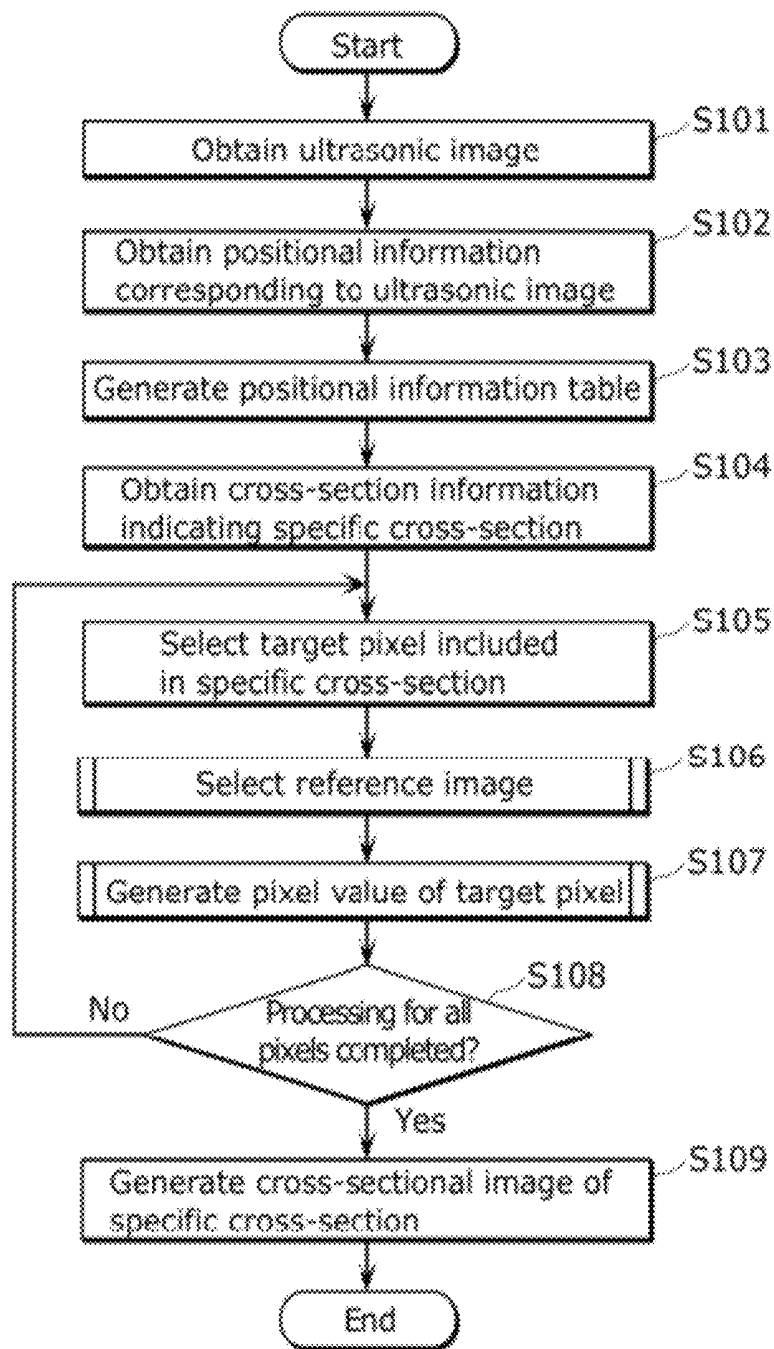 Start
S101
Obtain ultrasonic image
S102
Obtain positional information
corresponding to ultrasonic image
S103
Generate positional information table
S104
Obtain cross-section information
indicating specific cross-section
S105
Select target pixel included
in specific cross-section
S106
Select reference image
S107
Generate pixel value of target pixel
S108
No
Processing for all
pixels completed?
Yes
S109
Generate cross-sectional image of
specific cross-section
End